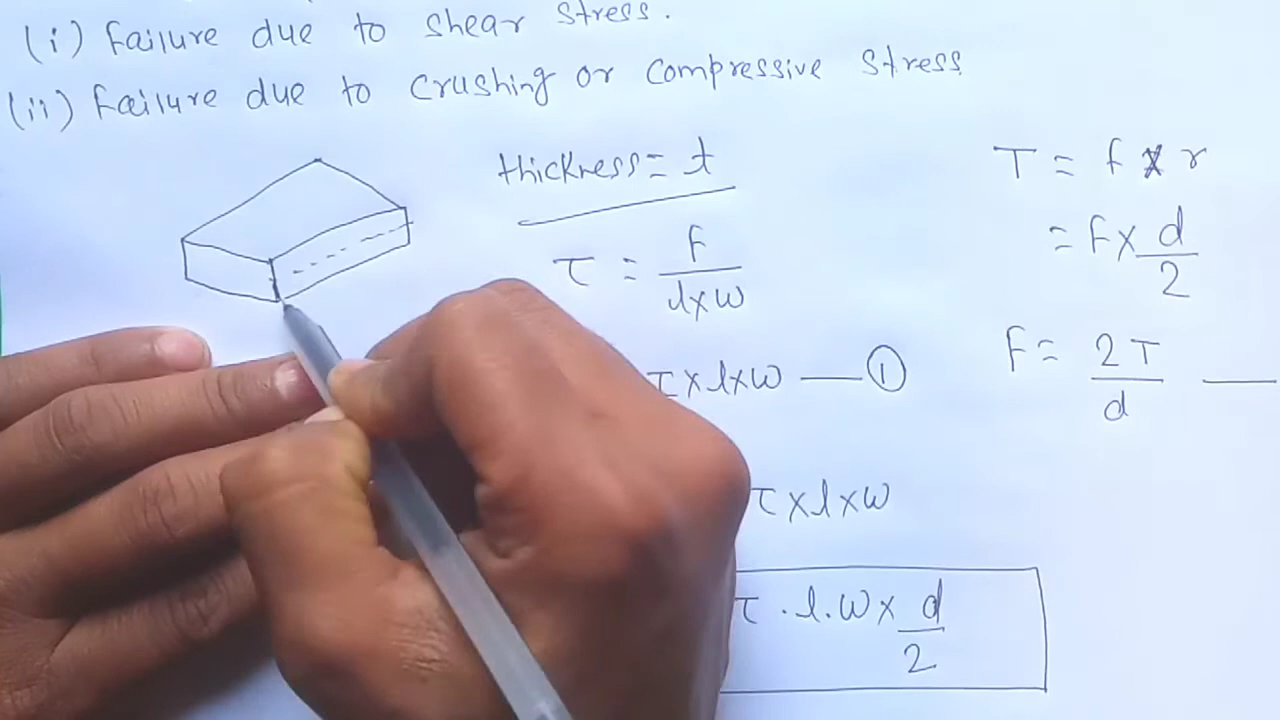 (i) Failure due to shear stress.
(ii) Failure due to crushing or compressive stress
thickness = t
τ = F / l×w
τ×l×w — ①
τ×l×w
τ . l . w × d/2
T = F × r
= F × d/2
F = 2T/d —